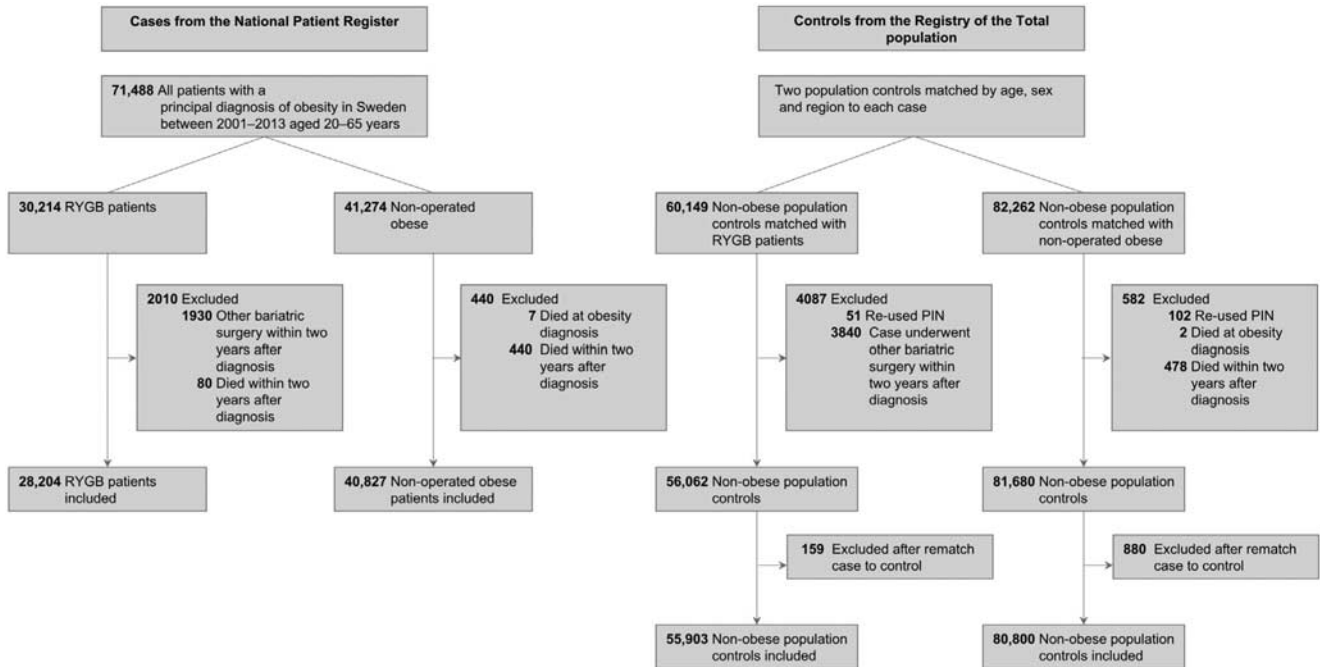 Cases from the National Patient Register
71,488 All patients with a
principal diagnosis of obesity in Sweden
between 2001–2013 aged 20–65 years
30,214 RYGB patients
41,274 Non-operated
obese
2010 Excluded
1930 Other bariatric
surgery within two
years after
diagnosis
80 Died within two
years after
diagnosis
440 Excluded
7 Died at obesity
diagnosis
440 Died within two
years after
diagnosis
28,204 RYGB patients
included
40,827 Non-operated obese
patients included
Controls from the Registry of the Total
population
Two population controls matched by age, sex
and region to each case
60,149 Non-obese population
controls matched with
RYGB patients
82,262 Non-obese population
controls matched with
non-operated obese
4087 Excluded
51 Re-used PIN
3840 Case underwent
other bariatric
surgery within
two years after
diagnosis
582 Excluded
102 Re-used PIN
2 Died at obesity
diagnosis
478 Died within two
years after
diagnosis
56,062 Non-obese population
controls
81,680 Non-obese population
controls
159 Excluded after rematch
case to control
880 Excluded after rematch
case to control
55,903 Non-obese population
controls included
80,800 Non-obese population
controls included